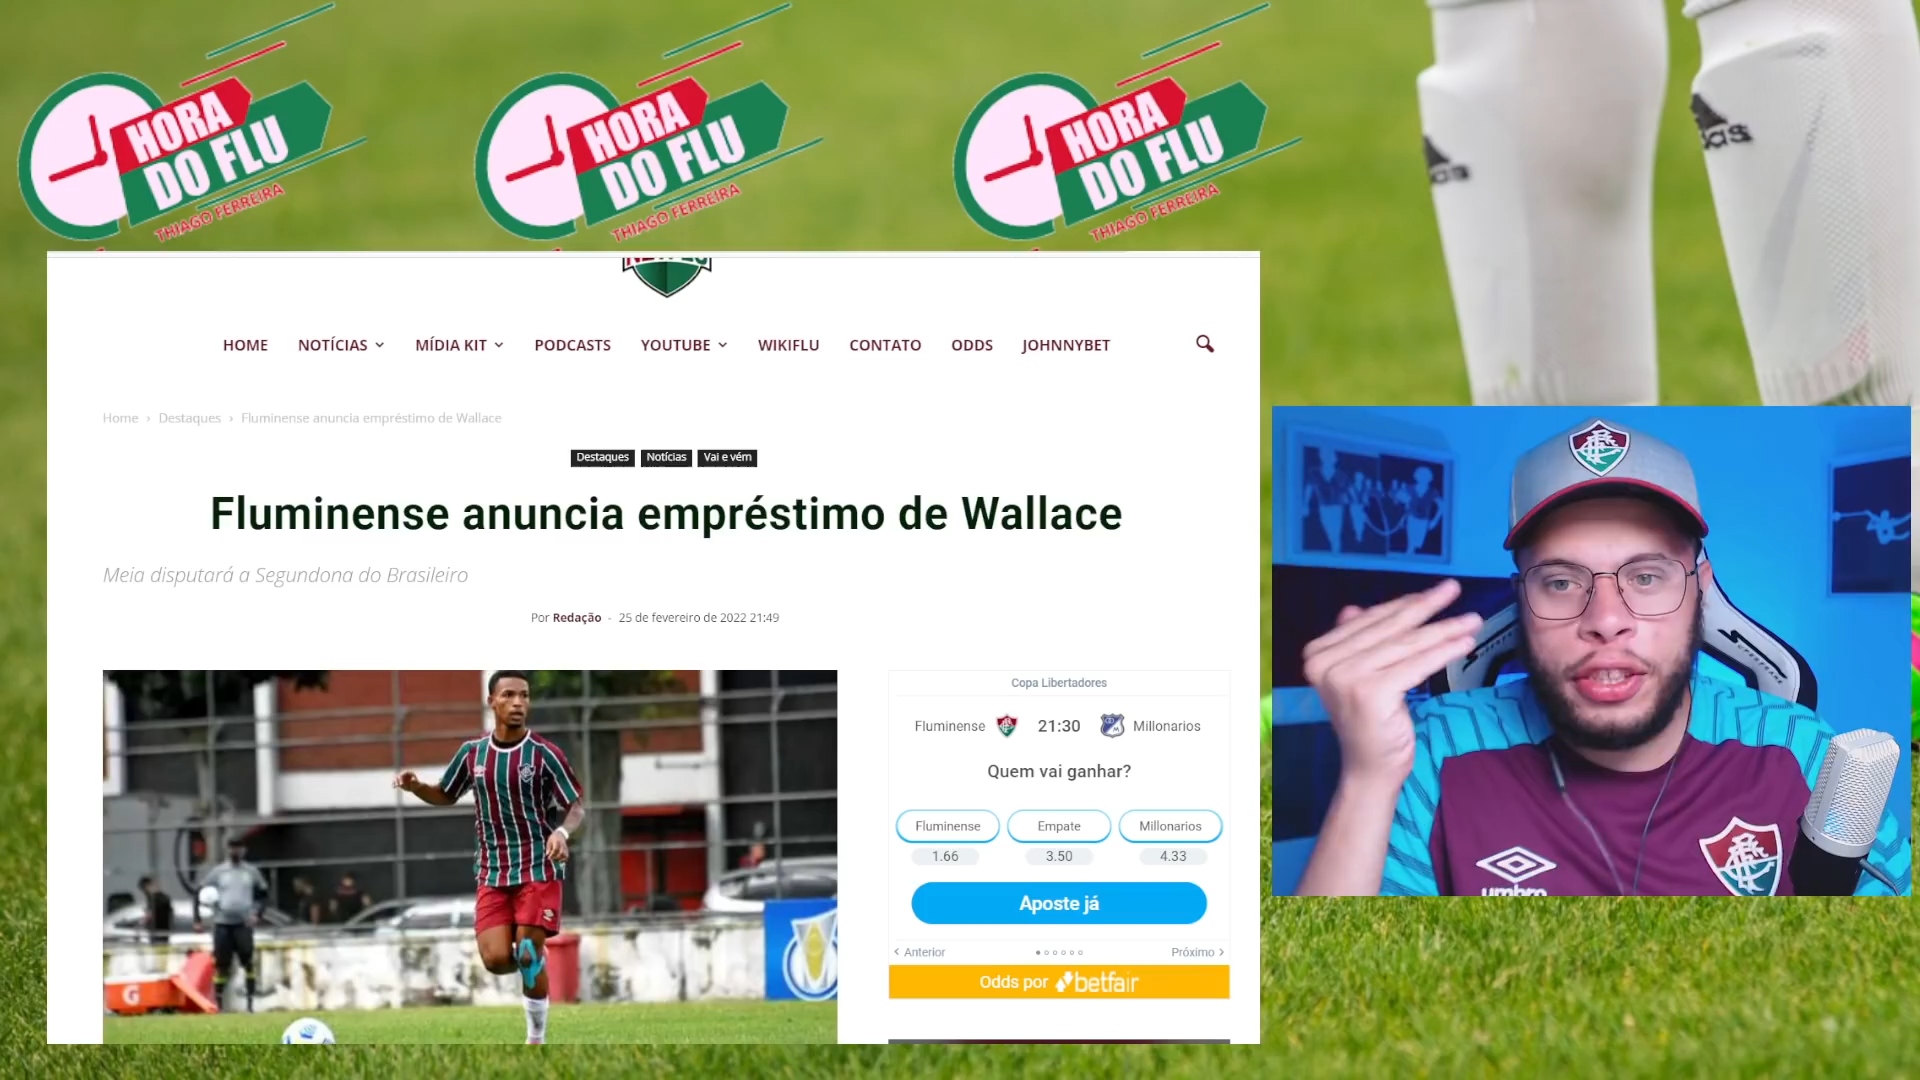 HORA
DO FLU
THIAGO FERREIRA
HORA
DO FLU
THIAGO FERREIRA
HORA
DO FLU
THIAGO FERREIRA
HOME NOTÍCIAS MÍDIA KIT PODCASTS YOUTUBE WIKIFLU CONTATO ODDS JOHNNYBET
Home › Destaques › Fluminense anuncia empréstimo de Wallace
Destaques Notícias Vai e vém
Fluminense anuncia empréstimo de Wallace
Meia disputará a Segundona do Brasileiro
Por Redação - 25 de fevereiro de 2022 21:49
Copa Libertadores
Fluminense 21:30 Millonarios
Quem vai ganhar?
Fluminense Empate Millonarios
1.66 3.50 4.33
Aposte já
Anterior Próximo
Odds por betfair
G
umbro